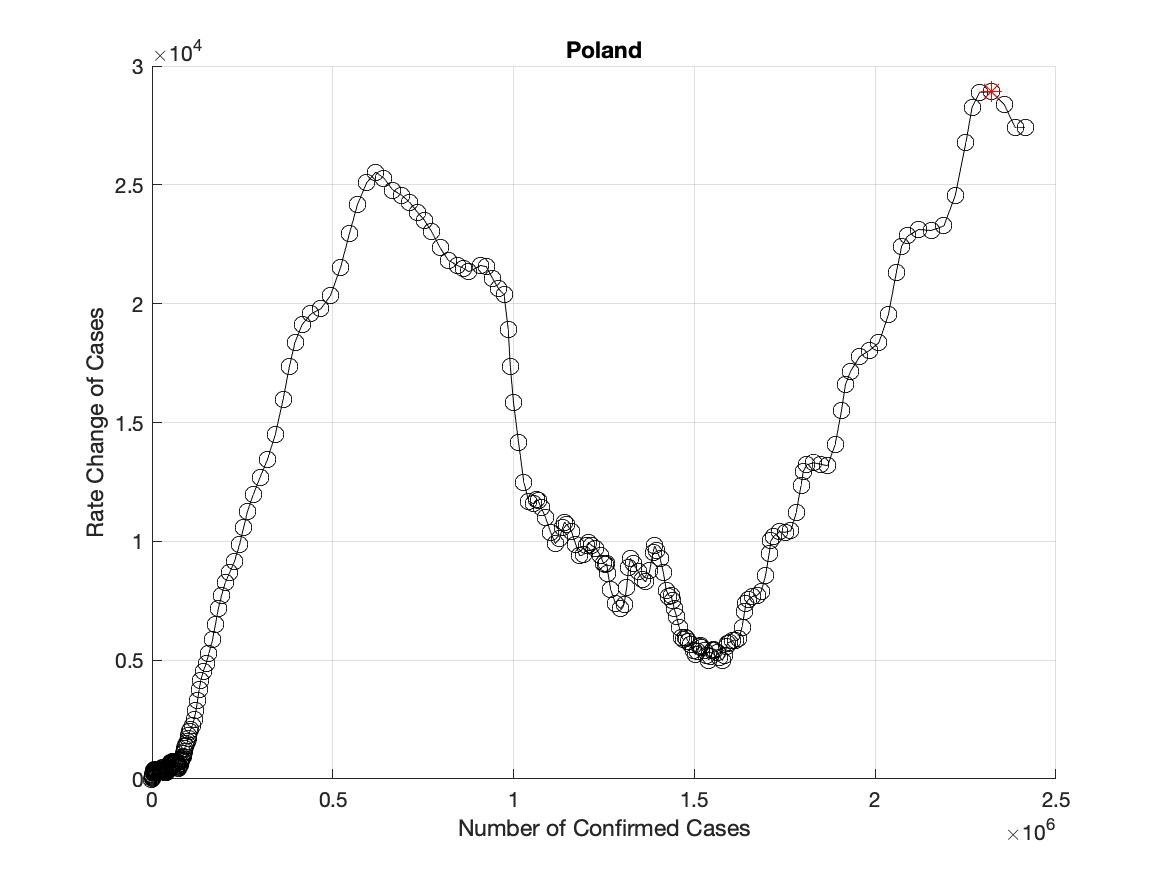 Poland
×10⁴
3
2.5
2
1.5
1
0.5
0
Rate Change of Cases
0 0.5 1 1.5 2 2.5
Number of Confirmed Cases
×10⁶